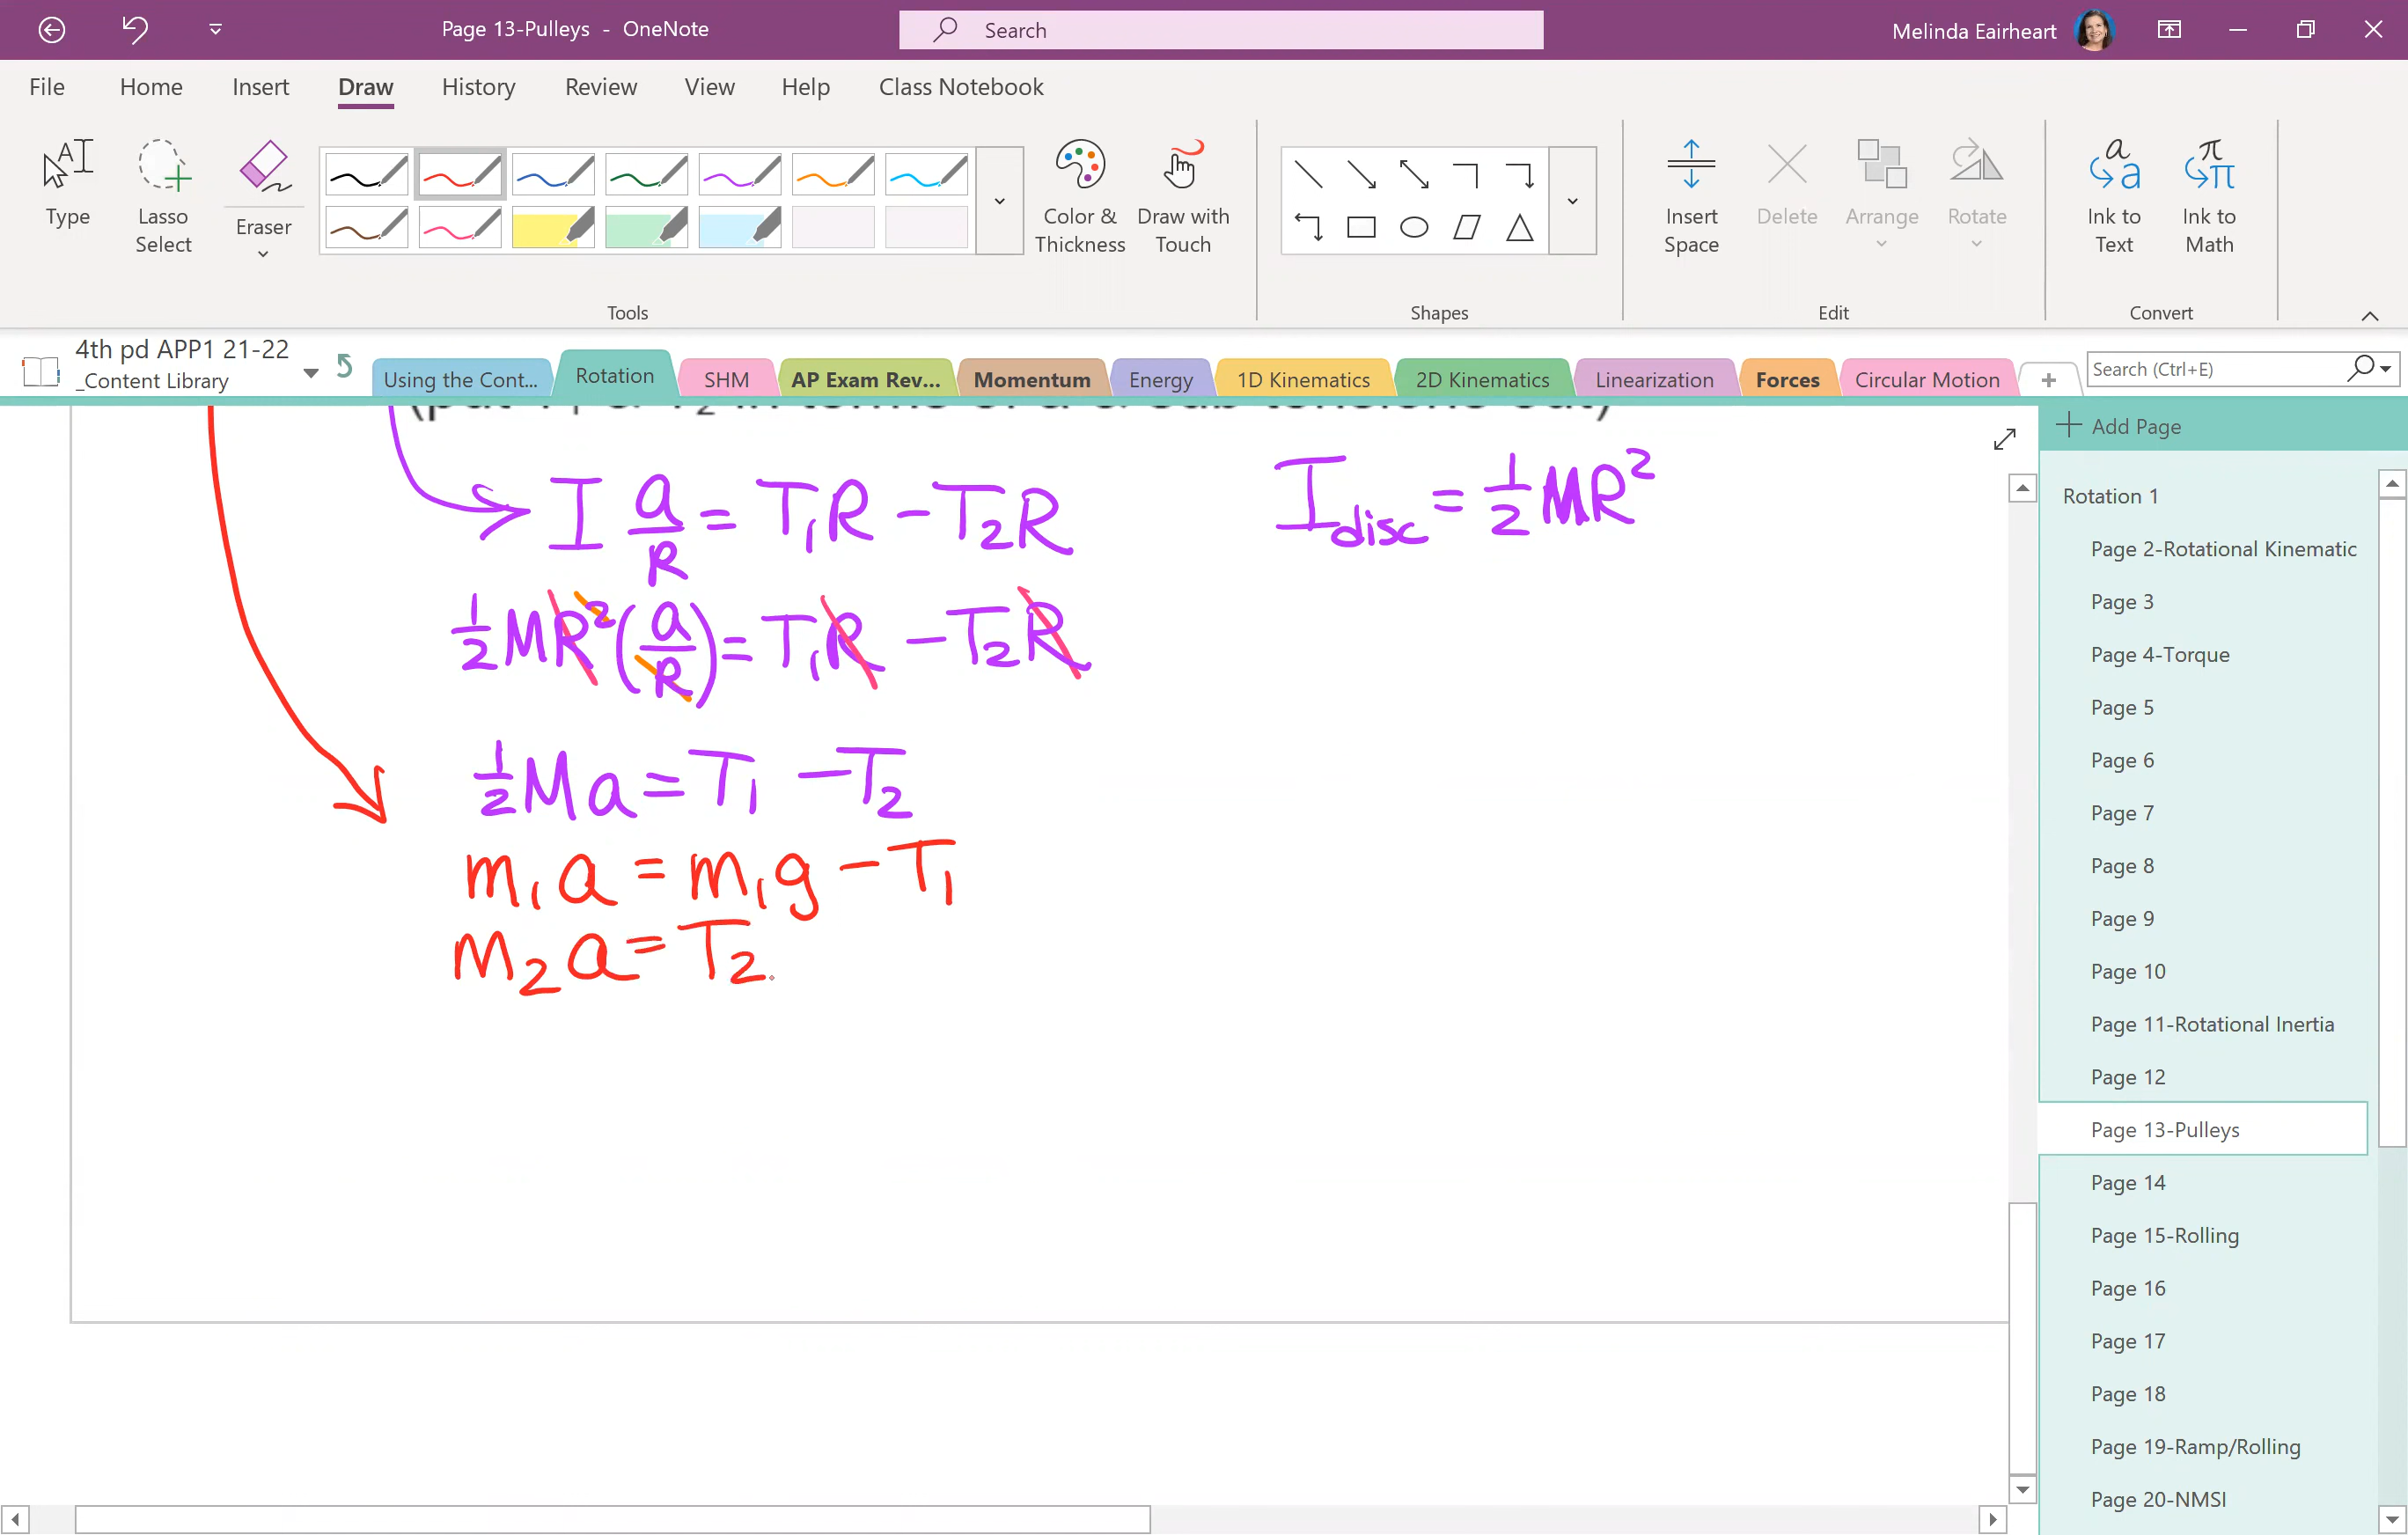 Page 13-Pulleys - OneNote
Search
Melinda Eairheart
File Home Insert Draw History Review View Help Class Notebook
Type
Lasso Select
Eraser
Color & Thickness
Draw with Touch
Insert Space
Delete
Arrange
Rotate
Ink to Text
Ink to Math
Tools Shapes Edit Convert
4th pd APP1 21-22
_Content Library
Using the Cont... Rotation SHM AP Exam Rev... Momentum Energy 1D Kinematics 2D Kinematics Linearization Forces Circular Motion +
Search (Ctrl+E)
I a/R = T₁R − T₂R
I_disc = ½MR²
½MR²(a/R) = T₁R − T₂R
½Ma = T₁ − T₂
m₁a = m₁g − T₁
m₂a = T₂
Add Page
Rotation 1
Page 2-Rotational Kinematic
Page 3
Page 4-Torque
Page 5
Page 6
Page 7
Page 8
Page 9
Page 10
Page 11-Rotational Inertia
Page 12
Page 13-Pulleys
Page 14
Page 15-Rolling
Page 16
Page 17
Page 18
Page 19-Ramp/Rolling
Page 20-NMSI